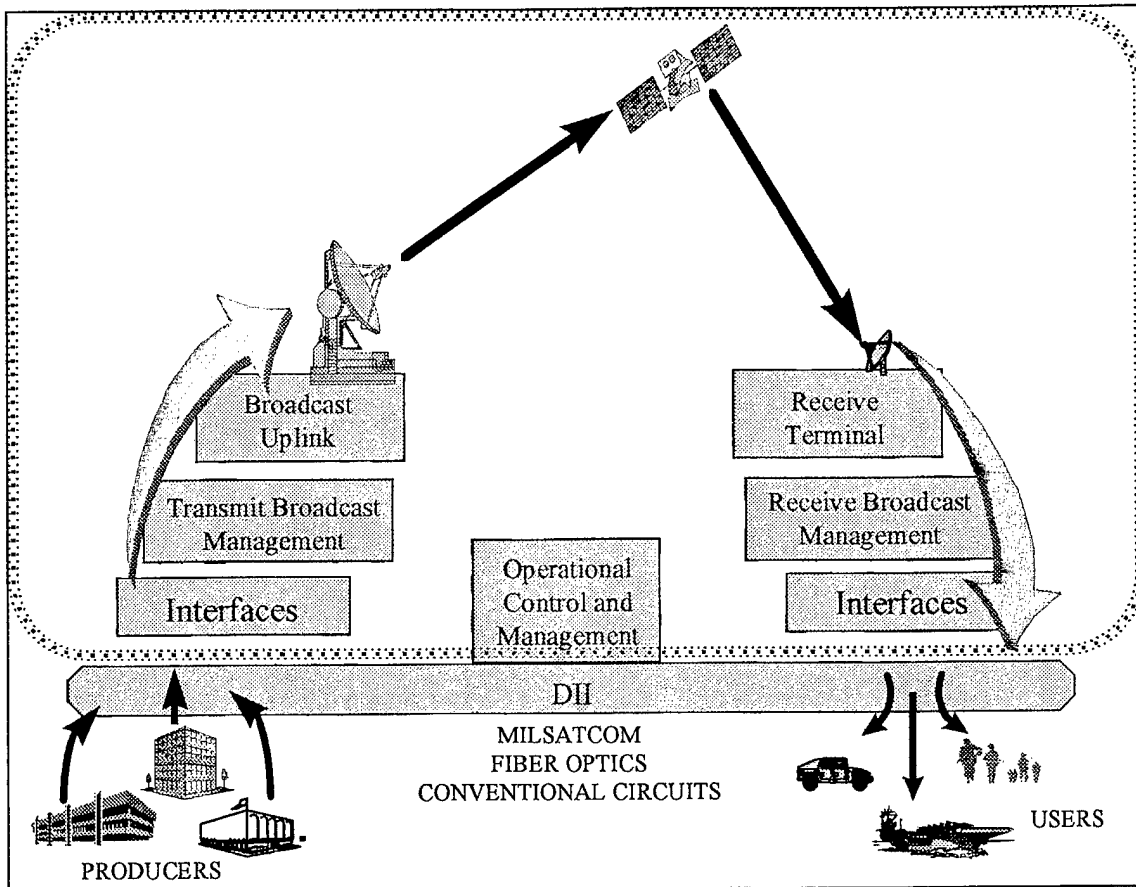 Broadcast
Uplink
Transmit Broadcast
Management
Interfaces
Operational
Control and
Management
Receive
Terminal
Receive Broadcast
Management
Interfaces
DII
MILSATCOM
FIBER OPTICS
CONVENTIONAL CIRCUITS
PRODUCERS
USERS